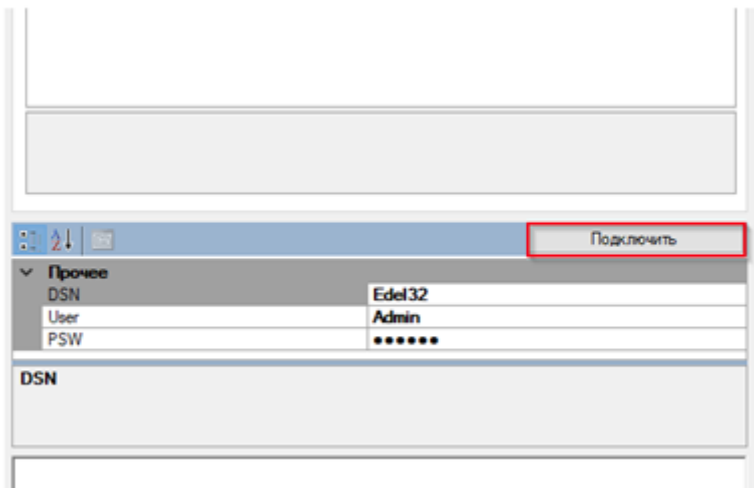 Подключить
Прочее
DSN Edel32
User Admin
PSW ●●●●●●
DSN